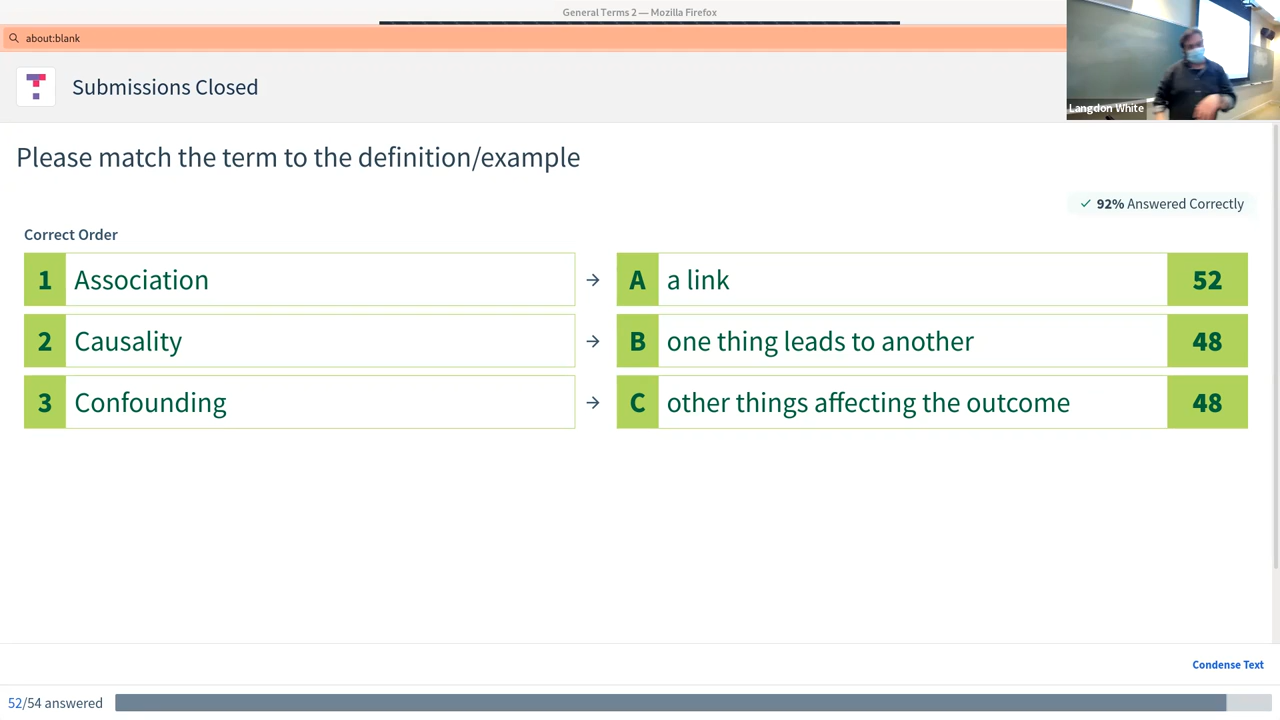 General Terms 2 — Mozilla Firefox
about:blank
Submissions Closed
Langdon White
Please match the term to the definition/example
92% Answered Correctly
Correct Order
1 Association → A a link 52
2 Causality → B one thing leads to another 48
3 Confounding → C other things affecting the outcome 48
Condense Text
52/54 answered